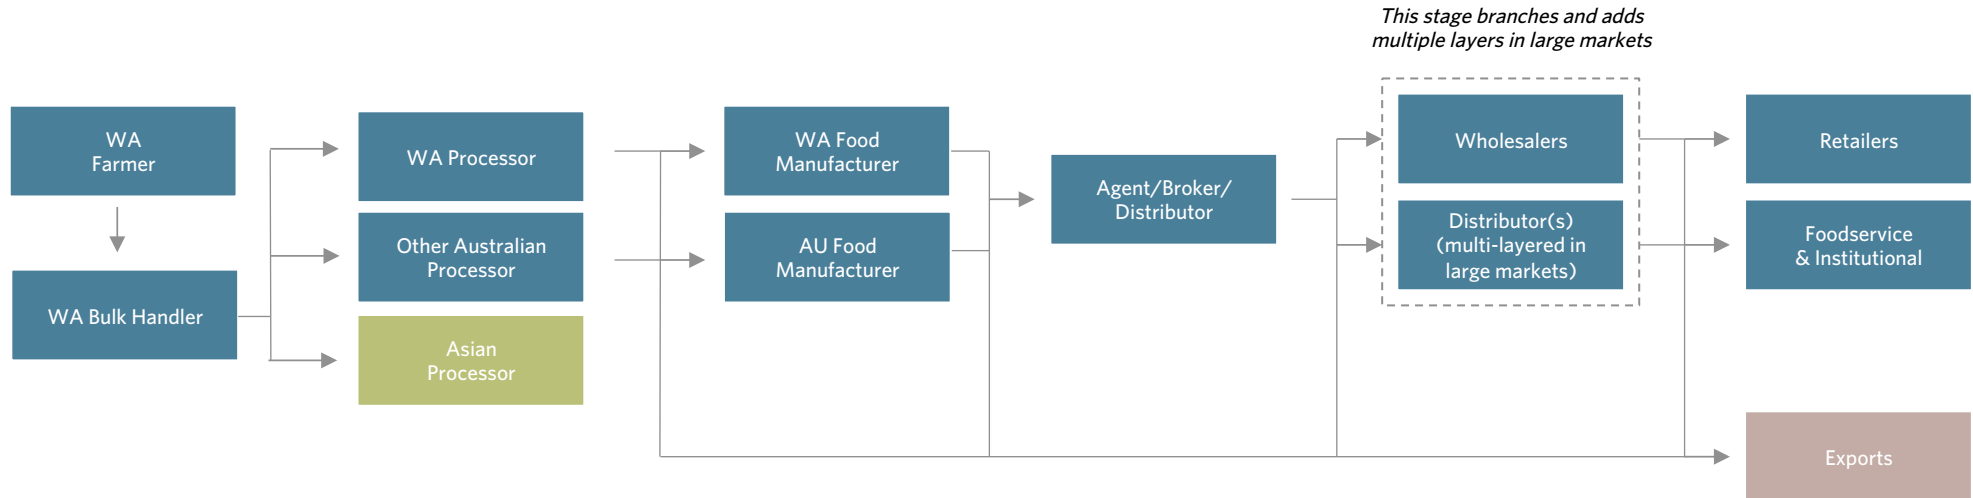 This stage branches and adds
multiple layers in large markets
WA
Farmer
WA Bulk Handler
WA Processor
Other Australian
Processor
Asian
Processor
WA Food
Manufacturer
AU Food
Manufacturer
Agent/Broker/
Distributor
Wholesalers
Distributor(s)
(multi-layered in
large markets)
Retailers
Foodservice
& Institutional
Exports